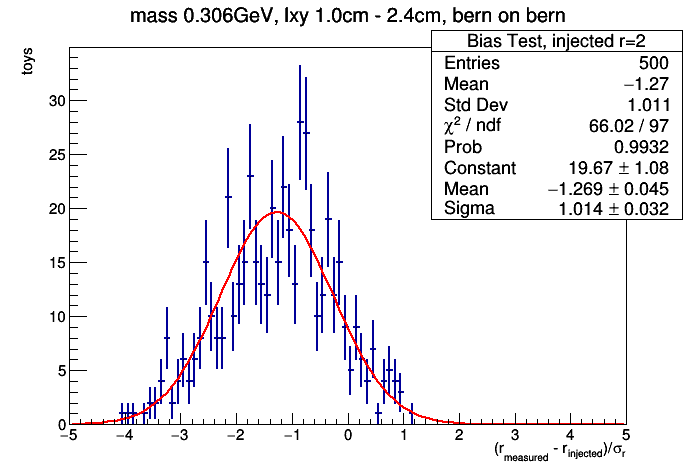 mass 0.306GeV, lxy 1.0cm - 2.4cm, bern on bern
toys
Bias Test, injected r=2
Entries 500
Mean −1.27
Std Dev 1.011
χ² / ndf 66.02 / 97
Prob 0.9932
Constant 19.67 ± 1.08
Mean −1.269 ± 0.045
Sigma 1.014 ± 0.032
30
25
20
15
10
5
0
−5 −4 −3 −2 −1 0 1 2 3 4 5
(r_measured - r_injected)/σ_r